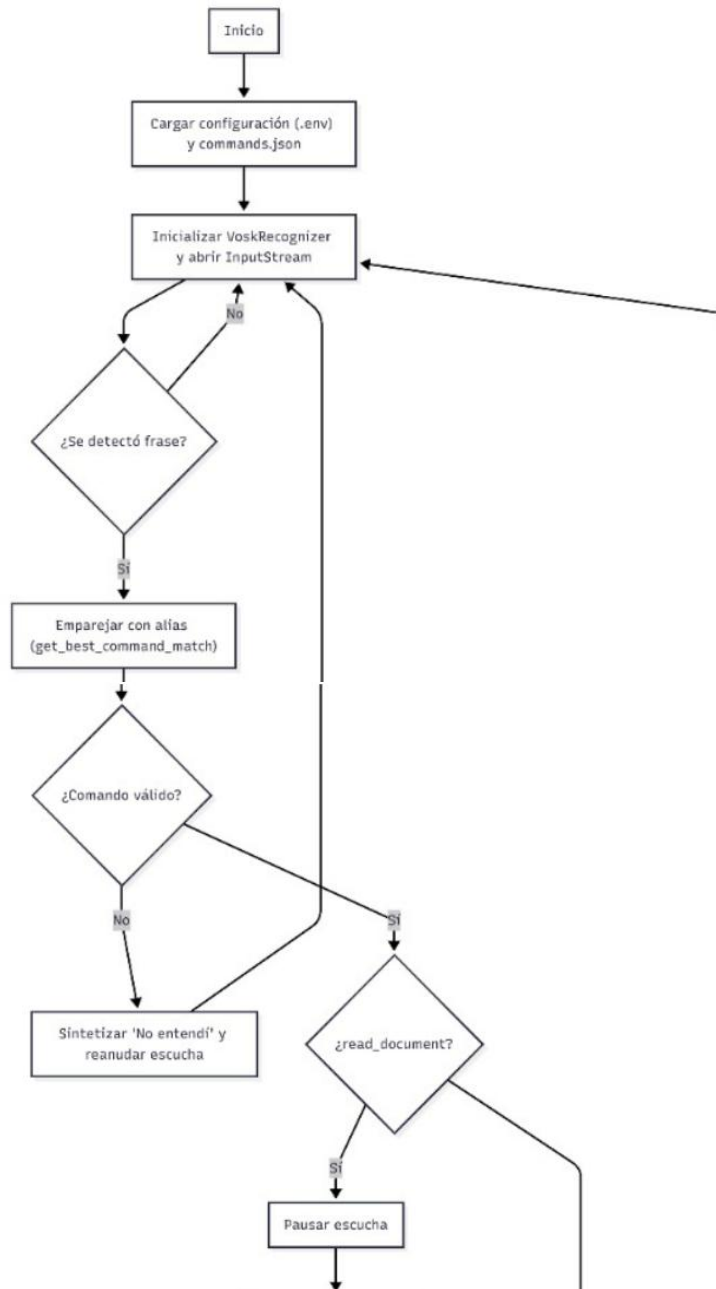 Inicio
Cargar configuración (.env)
y commands.json
Inicializar VoskRecognizer
y abrir InputStream
No
¿Se detectó frase?
Sí
Emparejar con alias
(get_best_command_match)
¿Comando válido?
No
Sí
Sintetizar 'No entendí' y
reanudar escucha
¿read_document?
Sí
Pausar escucha